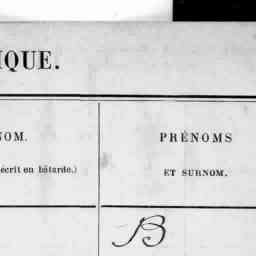 IQUE.
NOM. PRÉNOMS
écrit en bâtarde.) ET SURNOM.
B